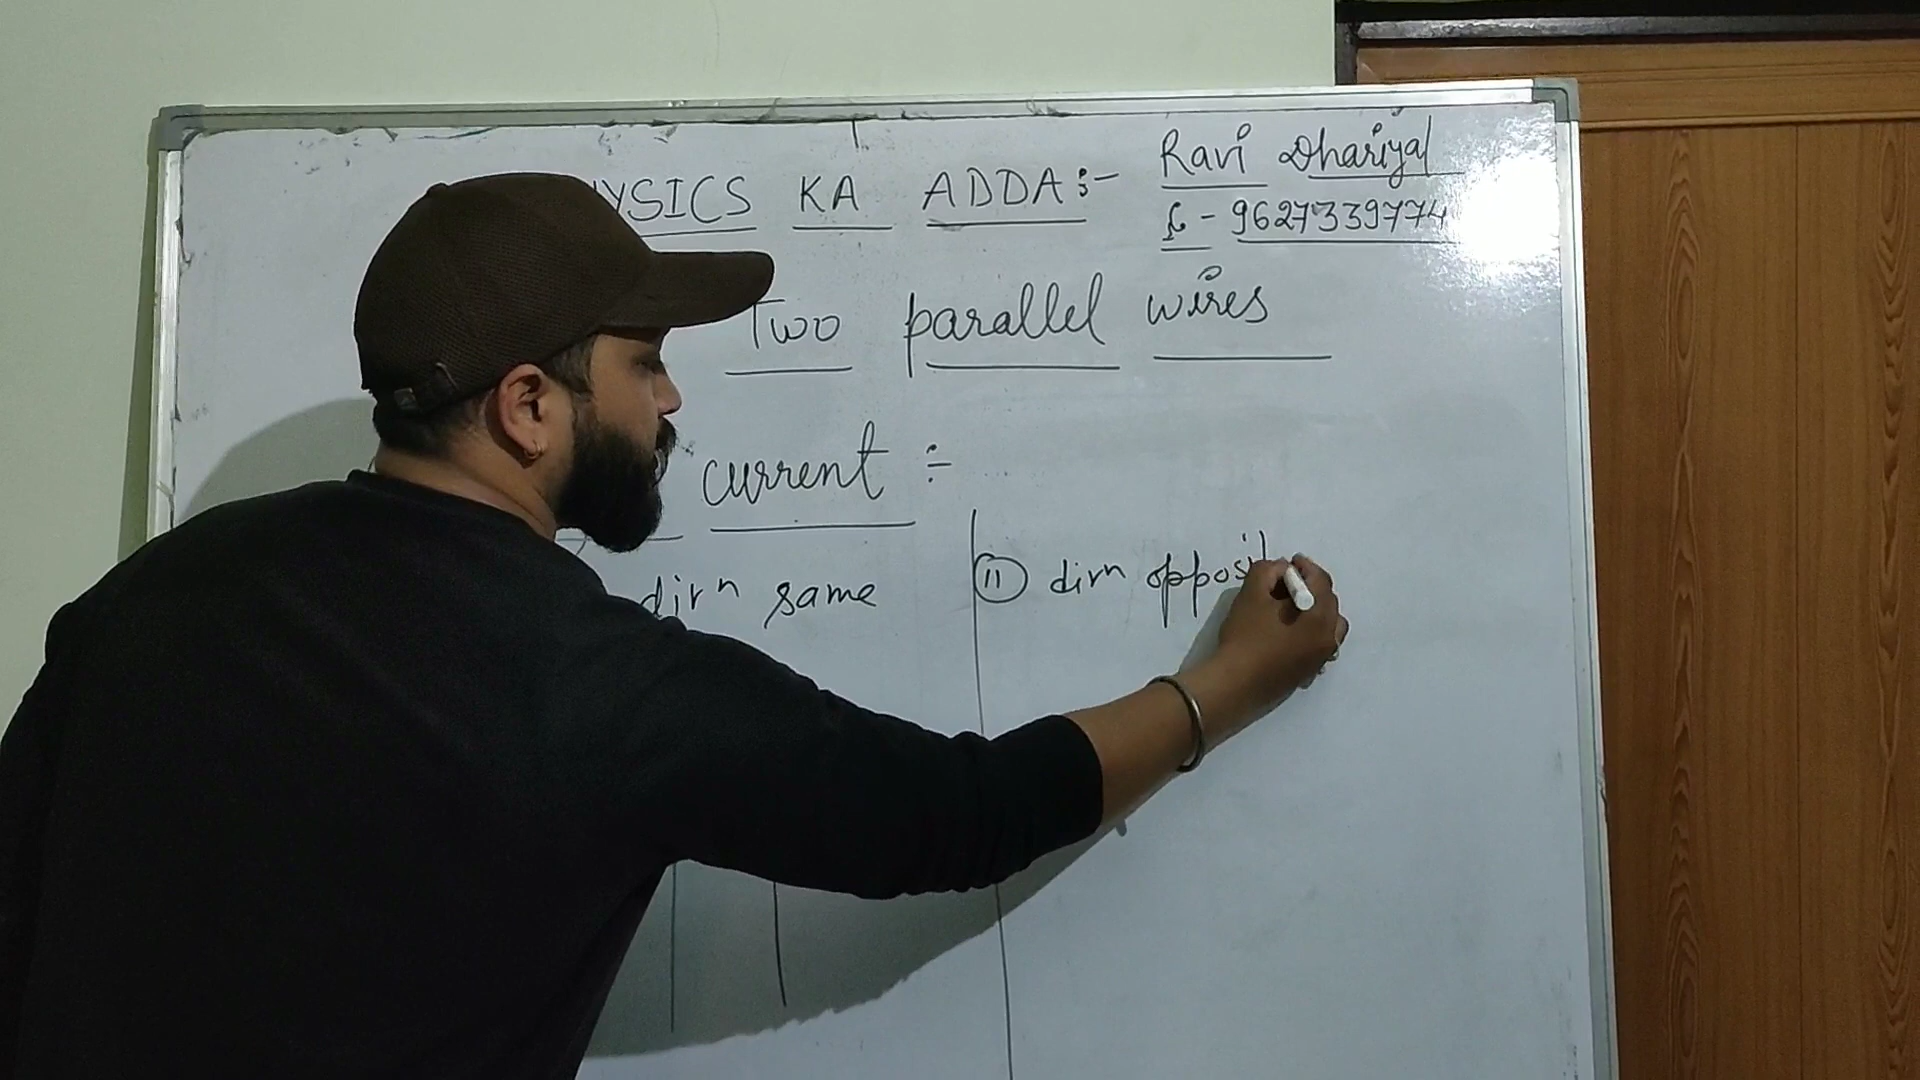 YSICS KA ADDA:-
Ravi Dhariyal
- 9627339774
Two parallel wires
current :-
dirn same
(ii) dirn opposit